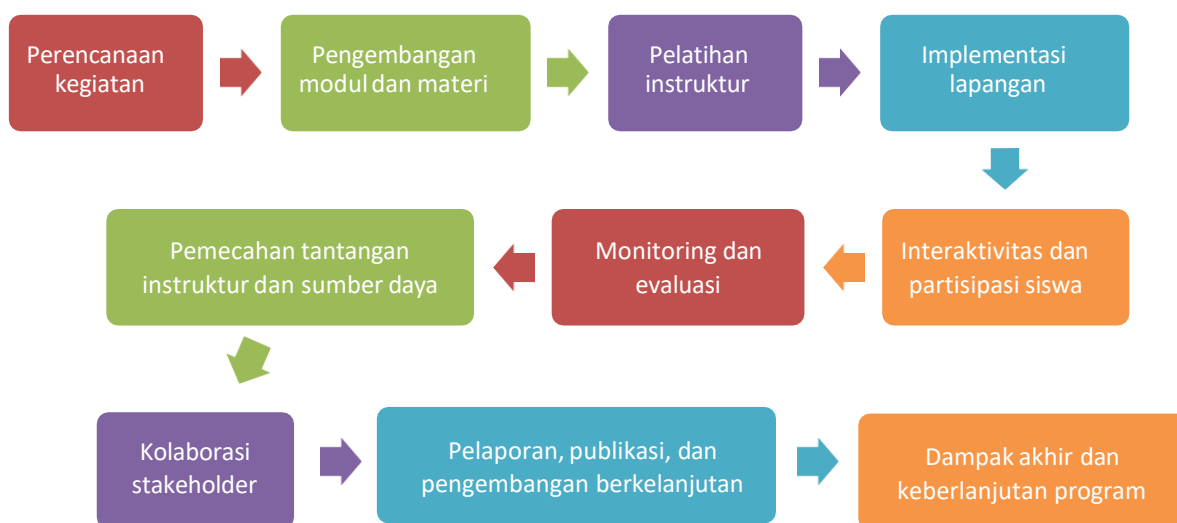 Perencanaan
kegiatan
Pengembangan
modul dan materi
Pelatihan
instruktur
Implementasi
lapangan
Interaktivitas dan
partisipasi siswa
Monitoring dan
evaluasi
Pemecahan tantangan
instruktur dan sumber daya
Kolaborasi
stakeholder
Pelaporan, publikasi, dan
pengembangan berkelanjutan
Dampak akhir dan
keberlanjutan program